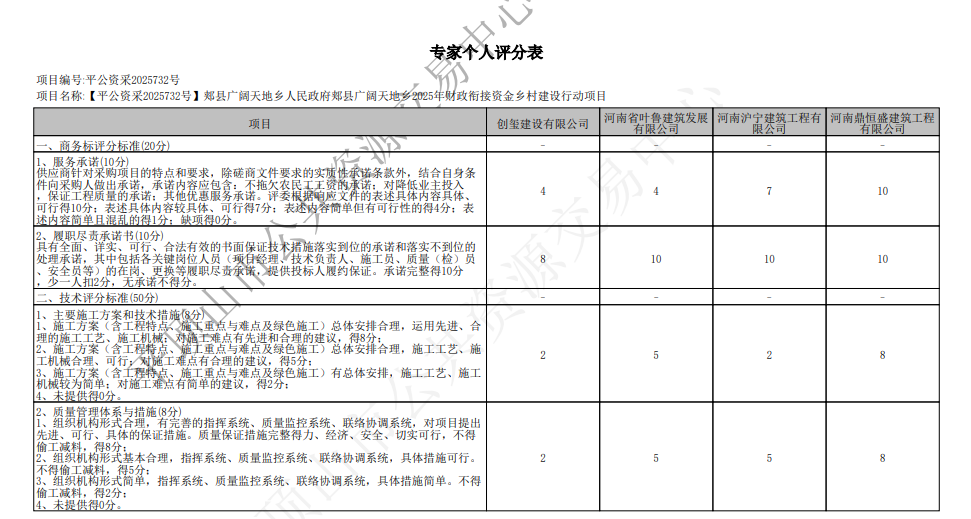 专家个人评分表
项目编号:平公资采2025732号
项目名称:【平公资采2025732号】郏县广阔天地乡人民政府郏县广阔天地乡2025年财政衔接资金乡村建设行动项目
项目 创玺建设有限公司 河南省叶鲁建筑发展有限公司 河南沪宁建筑工程有限公司 河南鼎恒盛建筑工程有限公司
一、商务标评分标准(20分) - - - -
1、服务承诺(10分)
供应商针对采购项目的特点和要求，除磋商文件要求的实质性承诺条款外，结合自身条
件向采购人做出承诺，承诺内容应包含：不拖欠农民工工资的承诺；对降低业主投入
，保证工程质量的承诺；其他优惠服务承诺。评委根据响应文件的表述具体内容具体、
可行得10分；表述具体内容较具体、可行得7分；表述内容简单但有可行性的得4分；表
述内容简单且混乱的得1分；缺项得0分。
4 4 7 10
2、履职尽责承诺书(10分)
具有全面、详实、可行、合法有效的书面保证技术措施落实到位的承诺和落实不到位的
处理承诺，其中包括各关键岗位人员（项目经理、技术负责人、施工员、质量（检）员
、安全员等）的在岗、更换等履职尽责承诺，提供投标人履约保证。承诺完整得10分
，少一人扣2分，无承诺不得分。
8 10 10 10
二、技术评分标准(50分) - - - -
1、主要施工方案和技术措施(8分)
1、施工方案（含工程特点、施工重点与难点及绿色施工）总体安排合理，运用先进、合
理的施工工艺、施工机械；对施工难点有先进和合理的建议，得8分；
2、施工方案（含工程特点、施工重点与难点及绿色施工）总体安排合理，施工工艺、施
工机械合理、可行；对施工难点有合理的建议，得5分；
3、施工方案（含工程特点、施工重点与难点及绿色施工）有总体安排，施工工艺、施工
机械较为简单；对施工难点有简单的建议，得2分；
4、未提供得0分。
2 5 2 8
2、质量管理体系与措施(8分)
1、组织机构形式合理，有完善的指挥系统、质量监控系统、联络协调系统，对项目提出
先进、可行、具体的保证措施。质量保证措施完整得力、经济、安全、切实可行，不得
偷工减料，得8分；
2、组织机构形式基本合理，指挥系统、质量监控系统、联络协调系统，具体措施可行。
不得偷工减料，得5分；
3、组织机构形式简单，指挥系统、质量监控系统、联络协调系统，具体措施简单。不得
偷工减料，得2分；
4、未提供得0分。
2 5 5 8